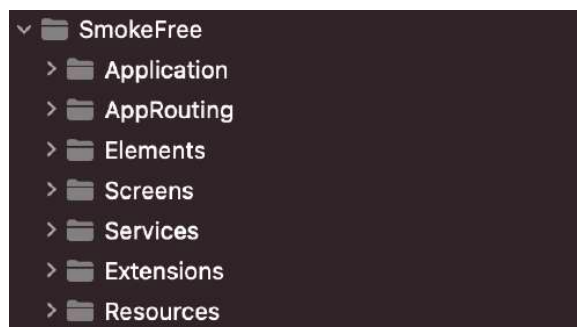 SmokeFree
Application
AppRouting
Elements
Screens
Services
Extensions
Resources